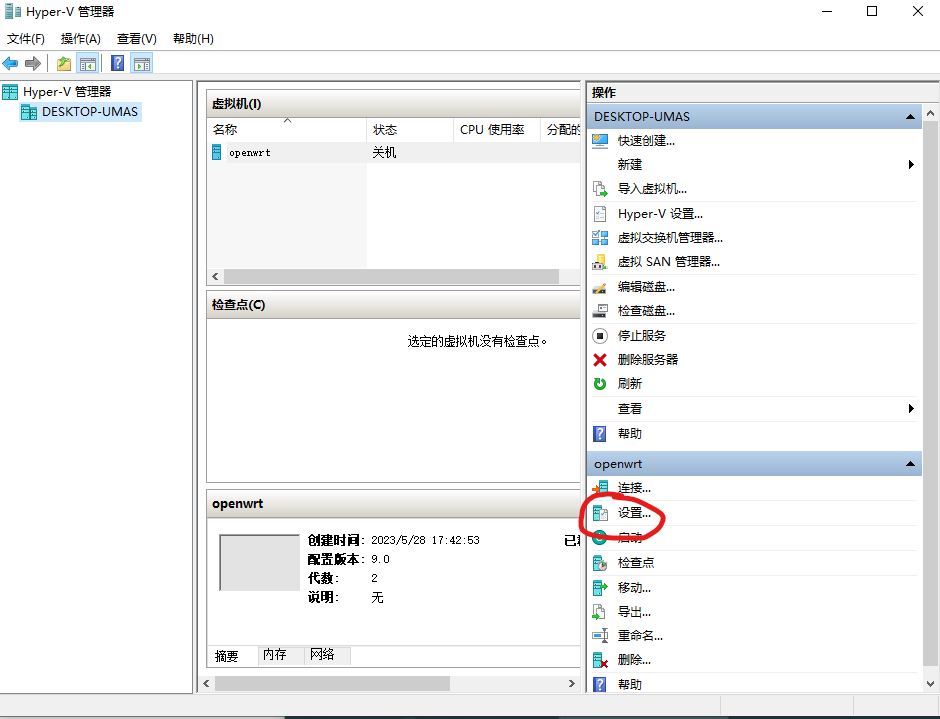 Hyper-V 管理器
文件(F) 操作(A) 查看(V) 帮助(H)
Hyper-V 管理器
DESKTOP-UMAS
虚拟机(I)
名称 状态 CPU 使用率 分配的
openwrt 关机
检查点(C)
选定的虚拟机没有检查点。
openwrt
创建时间: 2023/5/28 17:42:53
配置版本: 9.0
代数: 2
说明: 无
摘要 内存 网络
操作
DESKTOP-UMAS
快速创建...
新建
导入虚拟机...
Hyper-V 设置...
虚拟交换机管理器...
虚拟 SAN 管理器...
编辑磁盘...
检查磁盘...
停止服务
删除服务器
刷新
查看
帮助
openwrt
连接...
设置...
启动
检查点
移动...
导出...
重命名...
删除...
帮助